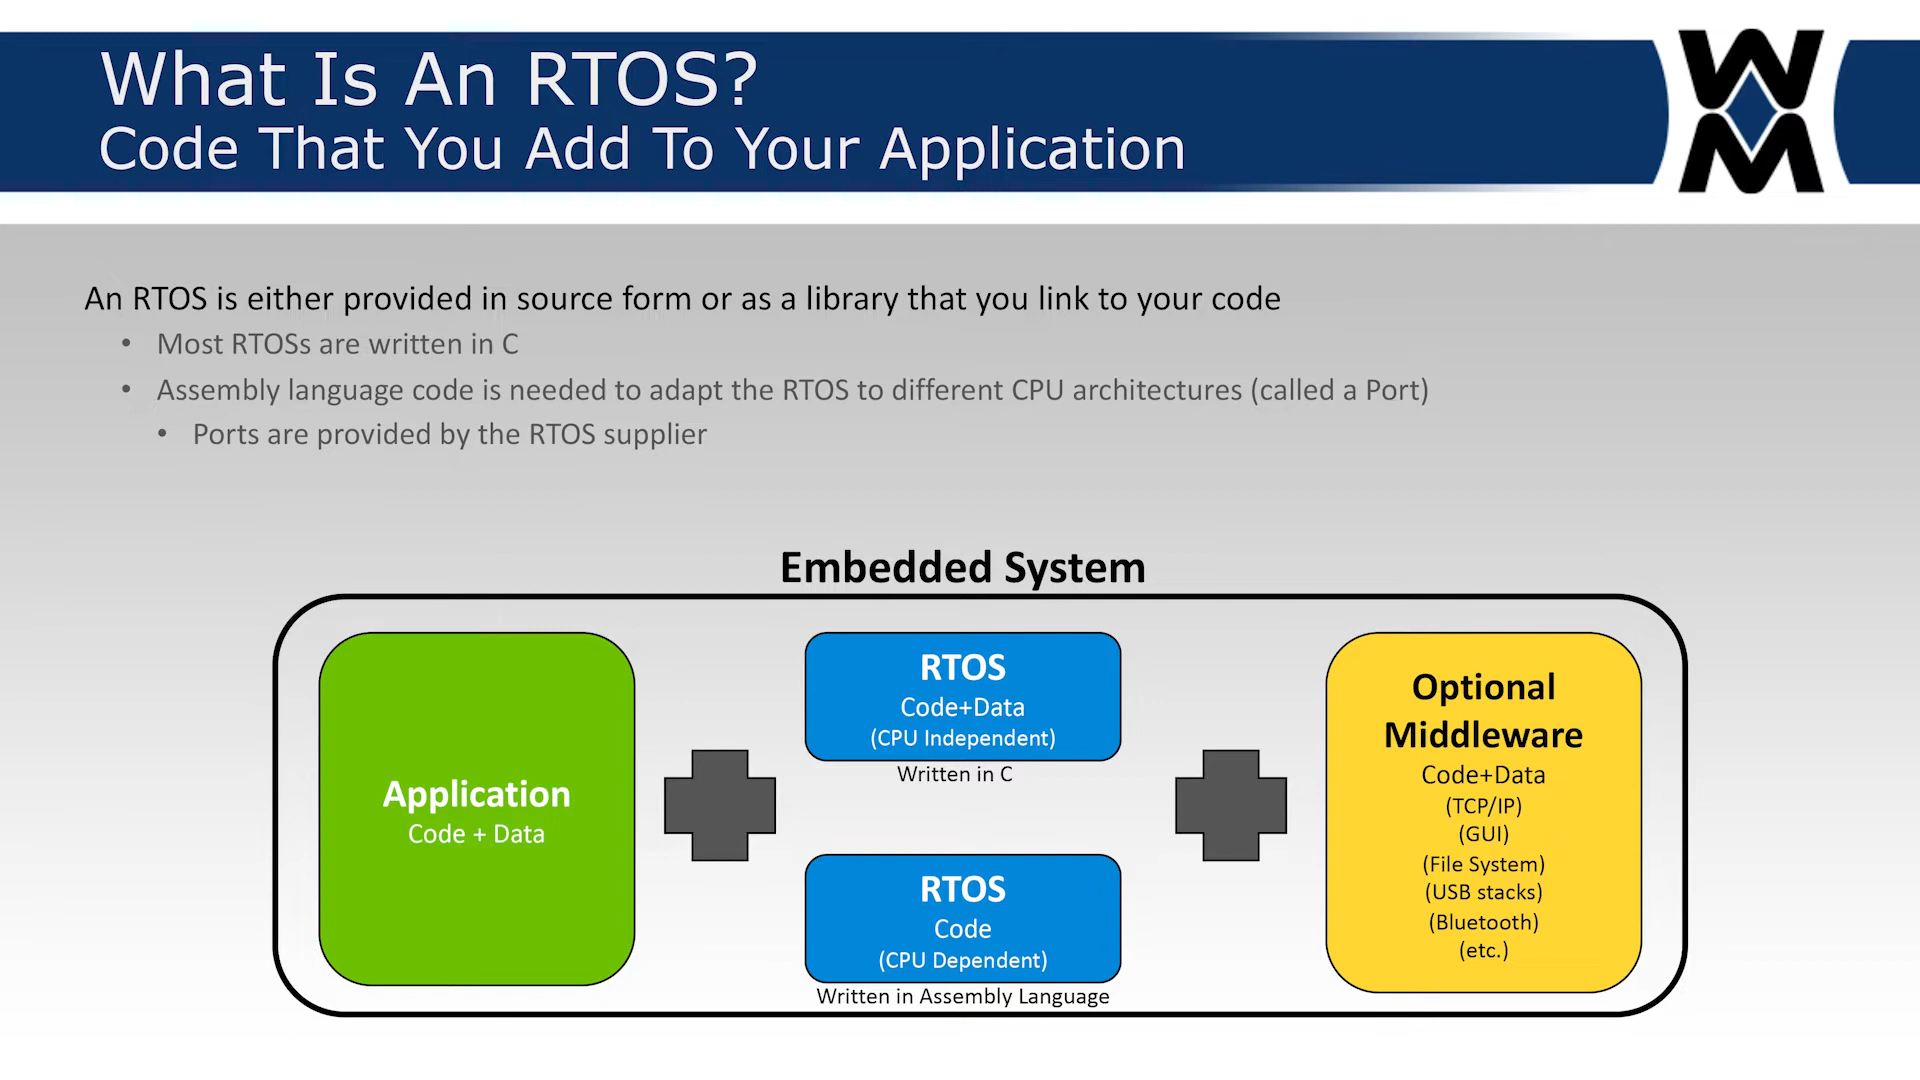 What Is An RTOS?
Code That You Add To Your Application
WM
An RTOS is either provided in source form or as a library that you link to your code
• Most RTOSs are written in C
• Assembly language code is needed to adapt the RTOS to different CPU architectures (called a Port)
• Ports are provided by the RTOS supplier
Embedded System
Application
Code + Data
RTOS
Code+Data
(CPU Independent)
Written in C
RTOS
Code
(CPU Dependent)
Written in Assembly Language
Optional
Middleware
Code+Data
(TCP/IP)
(GUI)
(File System)
(USB stacks)
(Bluetooth)
(etc.)